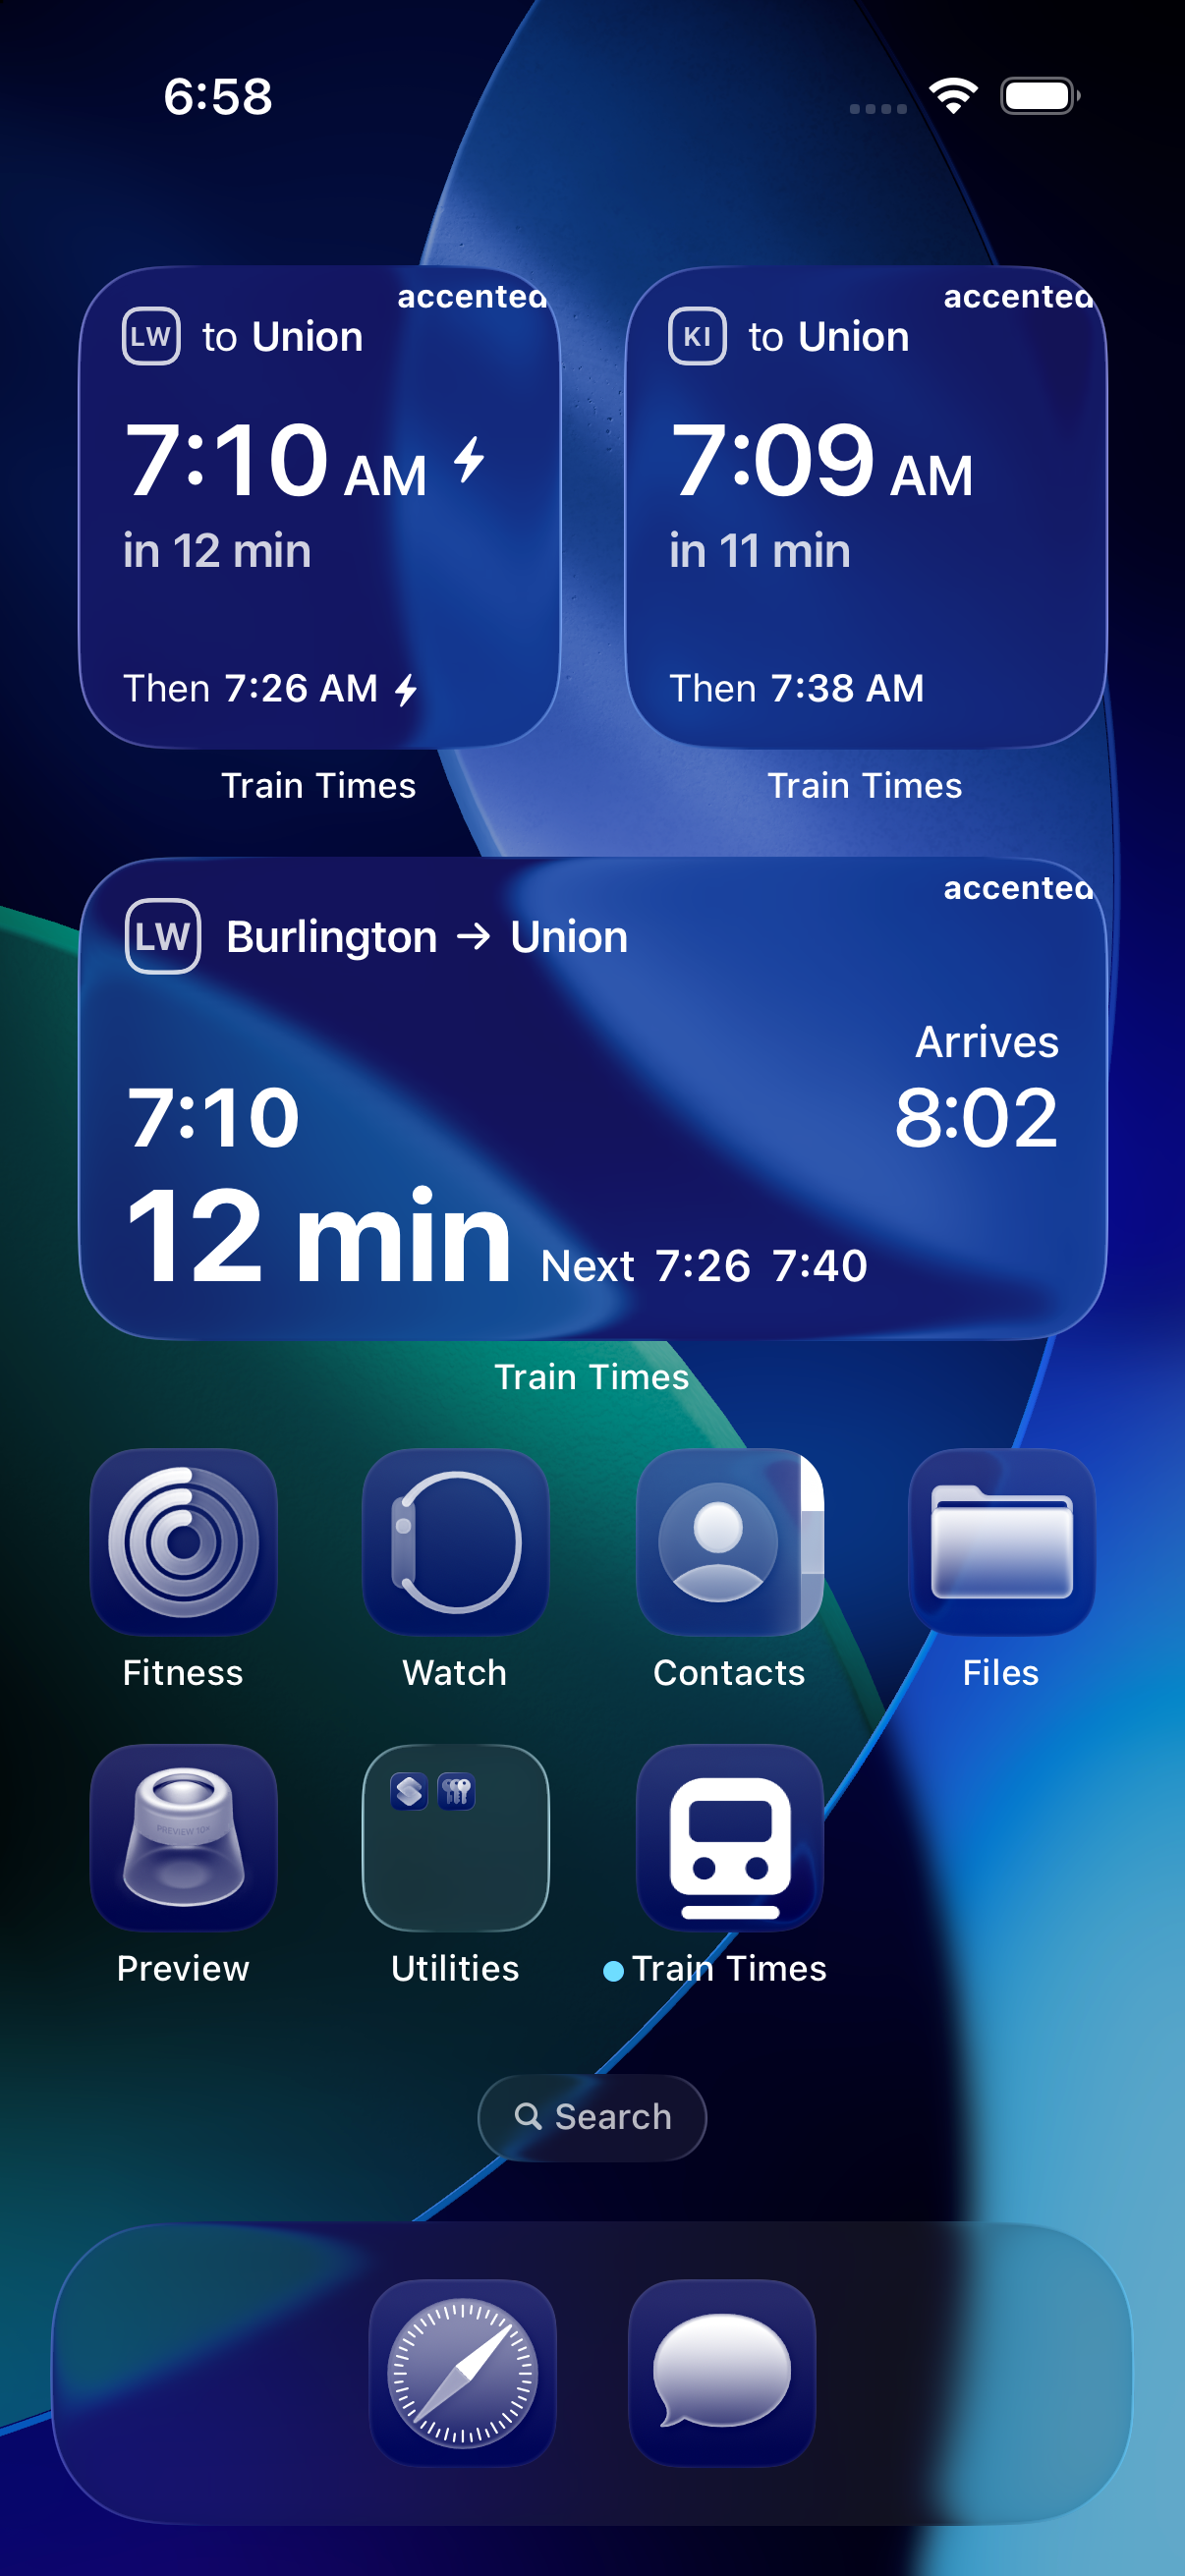 6:58
accented
LW to Union
7:10 AM
in 12 min
Then 7:26 AM
Train Times
accented
KI to Union
7:09 AM
in 11 min
Then 7:38 AM
Train Times
accented
LW Burlington → Union
Arrives
7:10 8:02
12 min Next 7:26 7:40
Train Times
Fitness Watch Contacts Files
PREVIEW 10×
Preview Utilities Train Times
Search